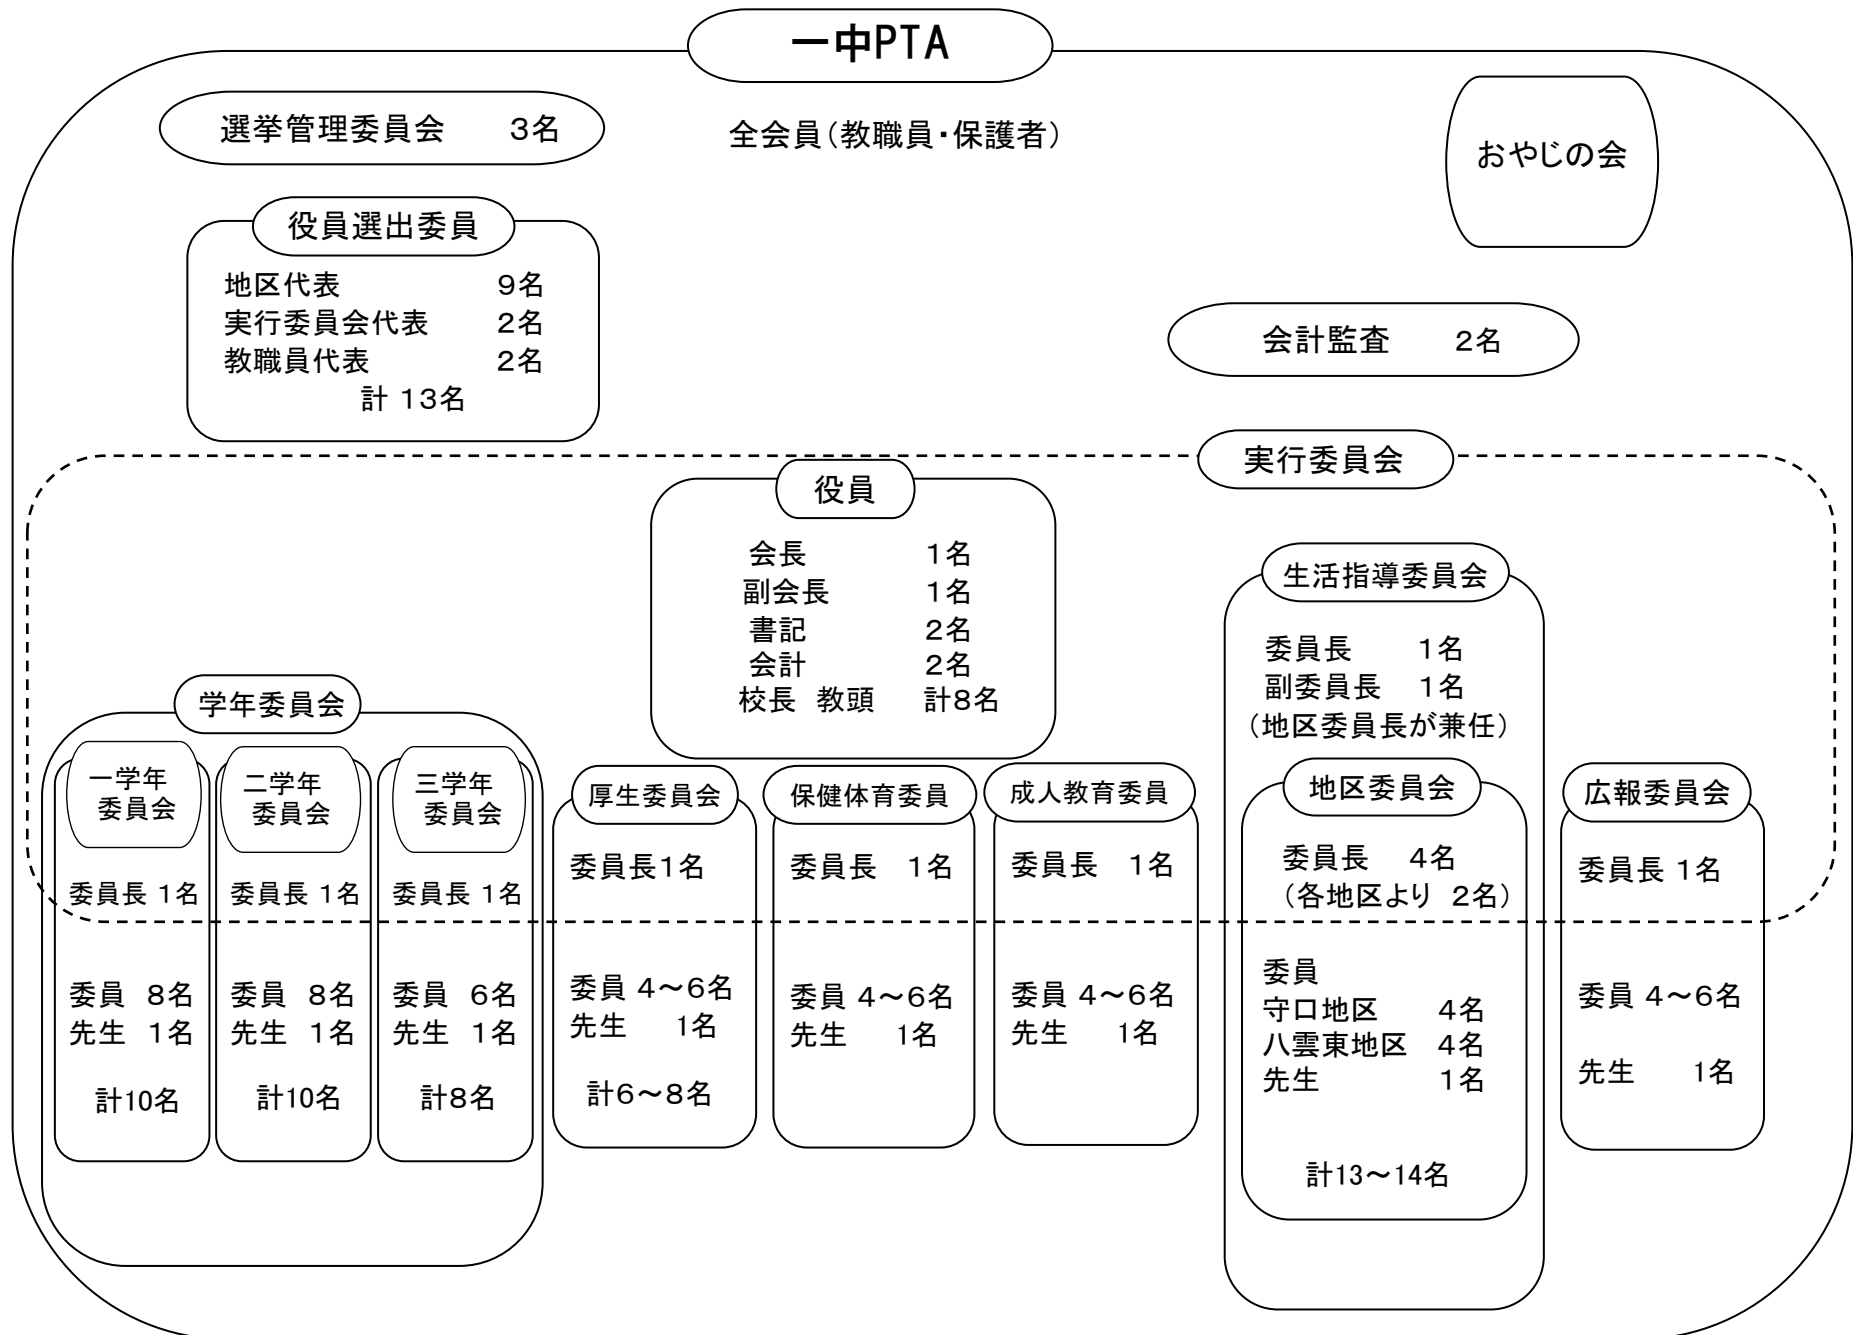 一中PTA
選挙管理委員会　３名
全会員（教職員・保護者）
おやじの会
役員選出委員
地区代表　９名
実行委員会代表　２名
教職員代表　２名
計 １３名
会計監査　２名
実行委員会
役員
会長　１名
副会長　１名
書記　２名
会計　２名
校長　教頭　計８名
生活指導委員会
委員長　１名
副委員長　１名
（地区委員長が兼任）
学年委員会
一学年
委員会
委員長 1名
委員　８名
先生　１名
計10名
二学年
委員会
委員長 1名
委員　８名
先生　１名
計10名
三学年
委員会
委員長 1名
委員　６名
先生　１名
計８名
厚生委員会
委員長１名
委員 ４～６名
先生　1名
計６～８名
保健体育委員
委員長　１名
委員 ４～６名
先生　1名
成人教育委員
委員長　１名
委員 ４～６名
先生　1名
地区委員会
委員長　４名
（各地区より　２名）
委員
守口地区　４名
八雲東地区　４名
先生　１名
計13～14名
広報委員会
委員長 １名
委員 ４～６名
先生　1名